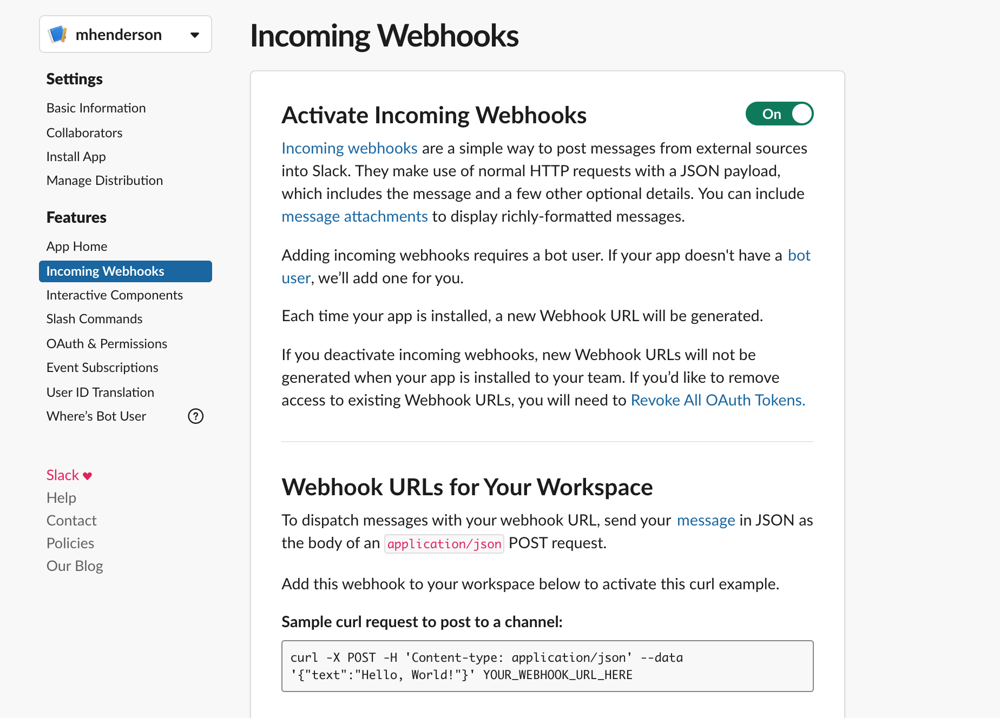 mhenderson
Settings
Basic Information
Collaborators
Install App
Manage Distribution
Features
App Home
Incoming Webhooks
Interactive Components
Slash Commands
OAuth & Permissions
Event Subscriptions
User ID Translation
Where’s Bot User
?
Slack ♥
Help
Contact
Policies
Our Blog
Incoming Webhooks
Activate Incoming Webhooks
On
Incoming webhooks are a simple way to post messages from external sources
into Slack. They make use of normal HTTP requests with a JSON payload,
which includes the message and a few other optional details. You can include
message attachments to display richly-formatted messages.
Adding incoming webhooks requires a bot user. If your app doesn't have a bot
user, we’ll add one for you.
Each time your app is installed, a new Webhook URL will be generated.
If you deactivate incoming webhooks, new Webhook URLs will not be
generated when your app is installed to your team. If you’d like to remove
access to existing Webhook URLs, you will need to Revoke All OAuth Tokens.
Webhook URLs for Your Workspace
To dispatch messages with your webhook URL, send your message in JSON as
the body of an application/json POST request.
Add this webhook to your workspace below to activate this curl example.
Sample curl request to post to a channel:
curl -X POST -H 'Content-type: application/json' --data
'{"text":"Hello, World!"}' YOUR_WEBHOOK_URL_HERE